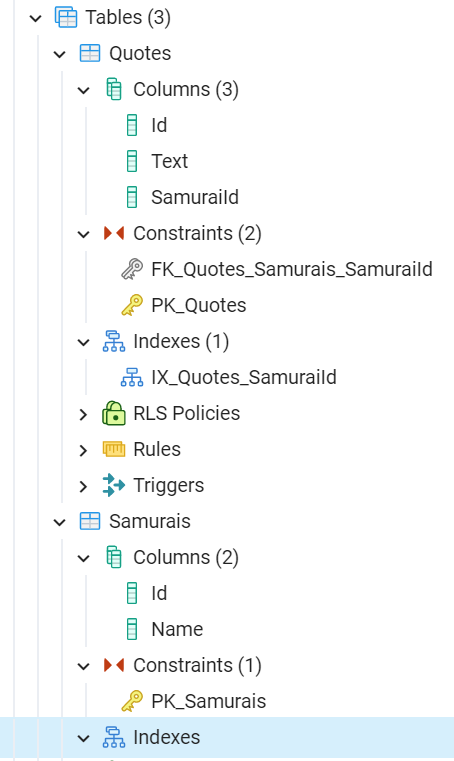 Tables (3)
Quotes
Columns (3)
Id
Text
SamuraiId
Constraints (2)
FK_Quotes_Samurais_SamuraiId
PK_Quotes
Indexes (1)
IX_Quotes_SamuraiId
RLS Policies
Rules
Triggers
Samurais
Columns (2)
Id
Name
Constraints (1)
PK_Samurais
Indexes